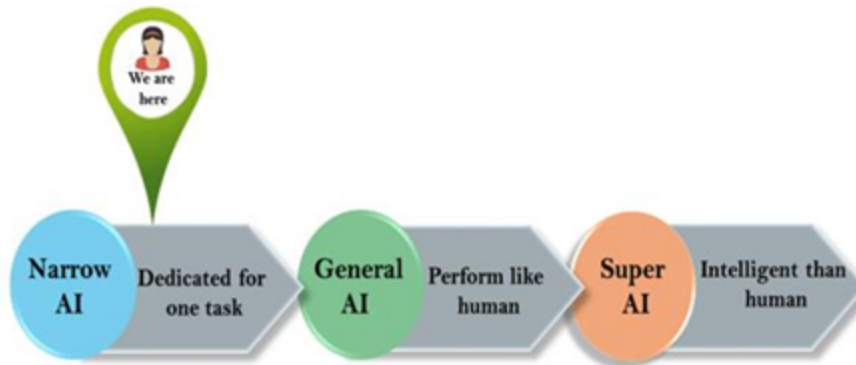 We are
here
Narrow
AI
Dedicated for
one task
General
AI
Perform like
human
Super
AI
Intelligent than
human